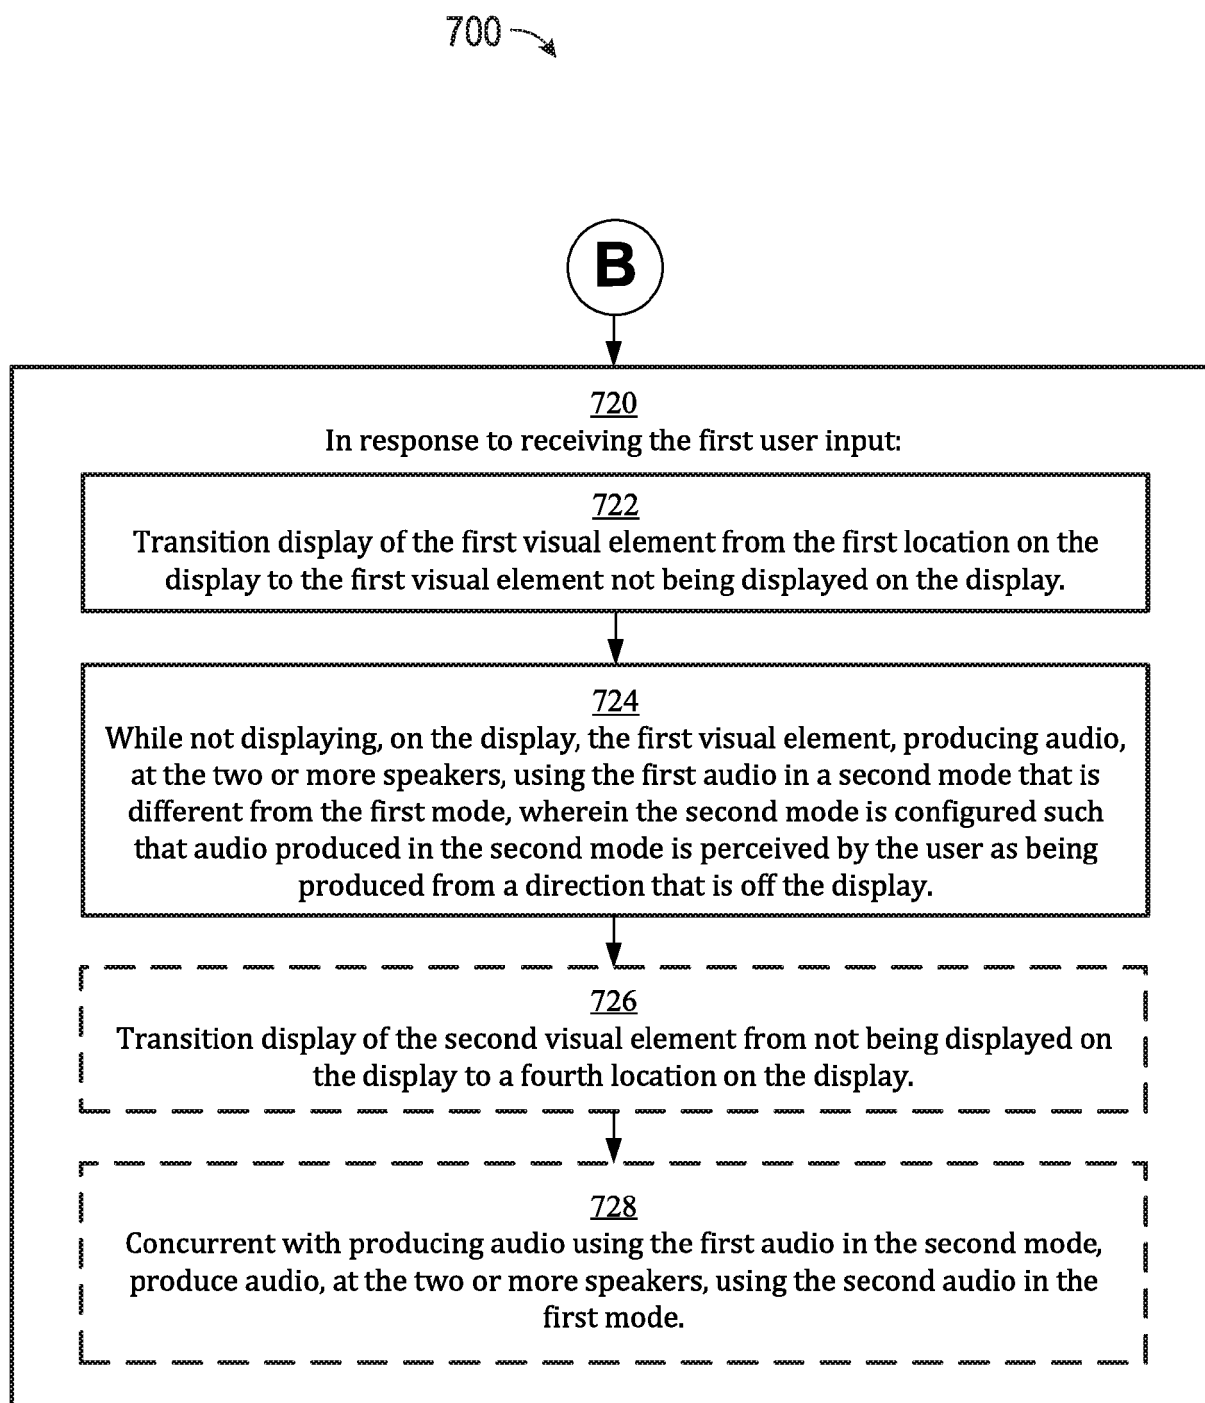 700
B
720
In response to receiving the first user input:
722
Transition display of the first visual element from the first location on the
display to the first visual element not being displayed on the display.
724
While not displaying, on the display, the first visual element, producing audio,
at the two or more speakers, using the first audio in a second mode that is
different from the first mode, wherein the second mode is configured such
that audio produced in the second mode is perceived by the user as being
produced from a direction that is off the display.
726
Transition display of the second visual element from not being displayed on
the display to a fourth location on the display.
728
Concurrent with producing audio using the first audio in the second mode,
produce audio, at the two or more speakers, using the second audio in the
first mode.